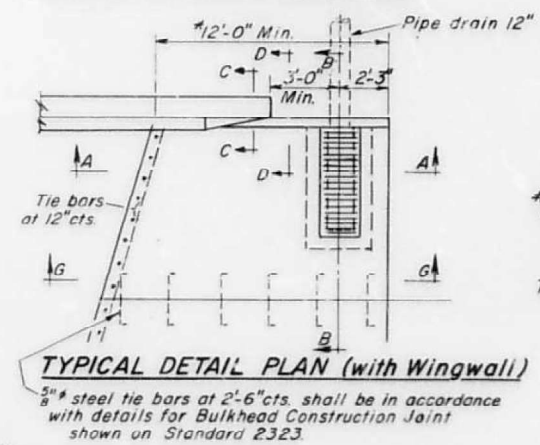 *12'-0" Min.
Pipe drain 12"
D
B
C
3'-0"
Min.
2'-3"
C
D
A
A
Tie bars
at 12"cts.
G
G
B
TYPICAL DETAIL PLAN (with Wingwall)
5/8"ø steel tie bars at 2'-6"cts. shall be in accordance
with details for Bulkhead Construction Joint
shown on Standard 2323.